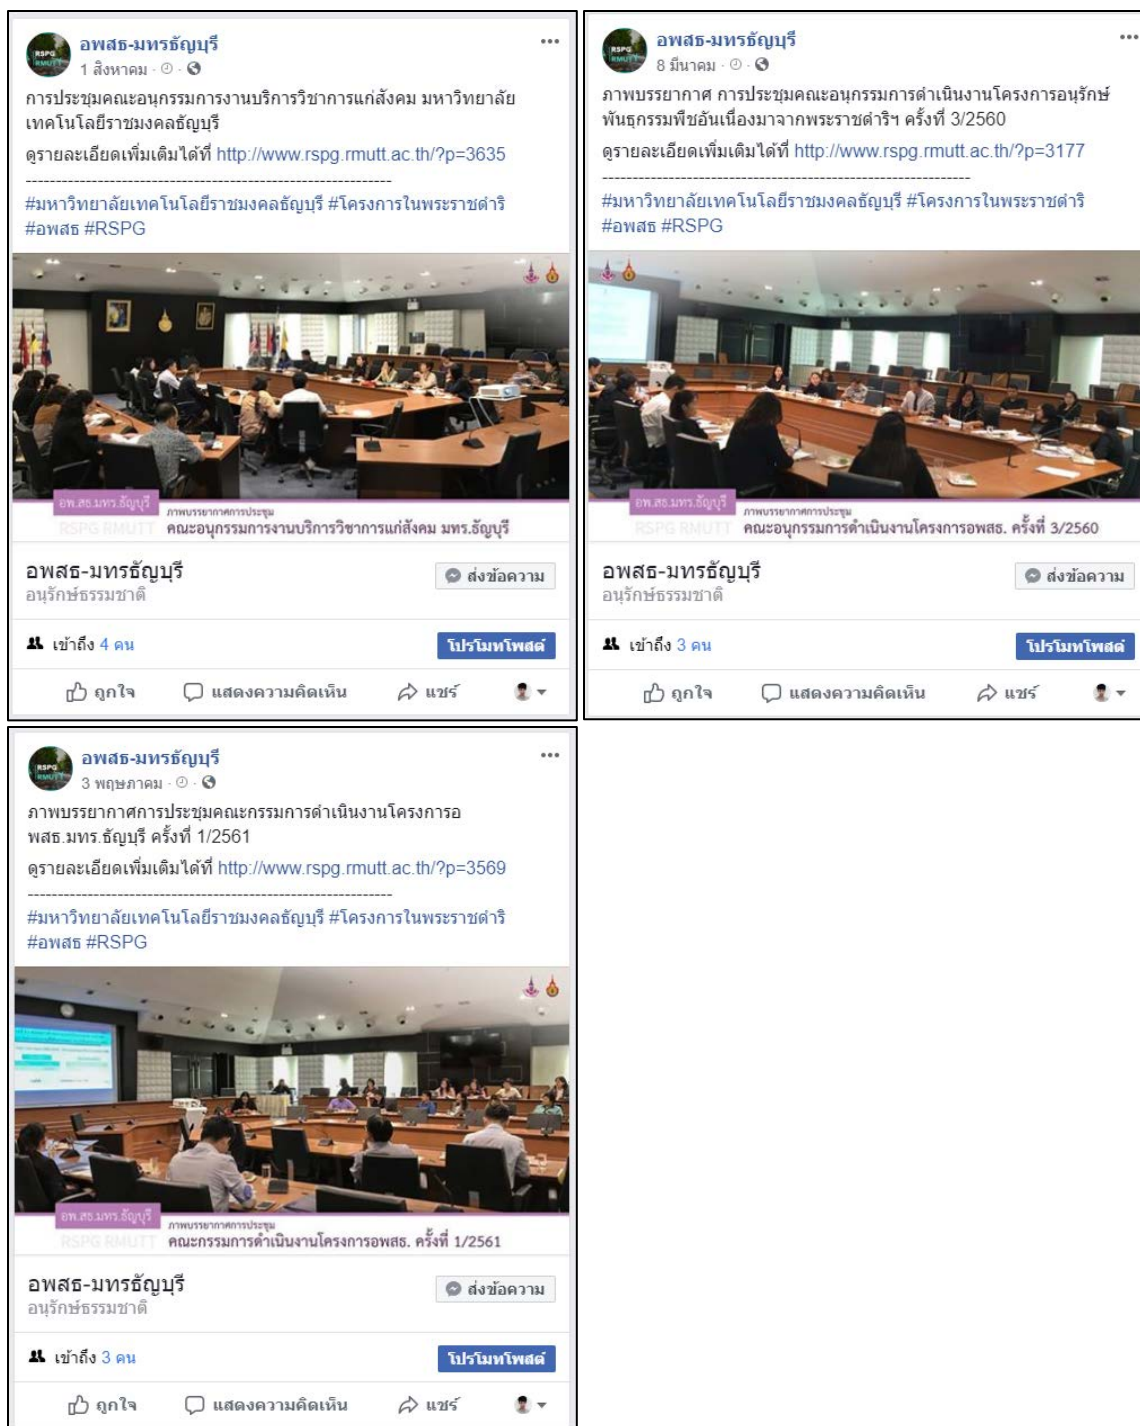 อพสธ-มทรธัญบุรี
1 สิงหาคม
การประชุมคณะอนุกรรมการงานบริการวิชาการแก่สังคม มหาวิทยาลัย
เทคโนโลยีราชมงคลธัญบุรี
ดูรายละเอียดเพิ่มเติมได้ที่ http://www.rspg.rmutt.ac.th/?p=3635
-------------------------------------------------------------
#มหาวิทยาลัยเทคโนโลยีราชมงคลธัญบุรี #โครงการในพระราชดำริ
#อพสธ #RSPG
อพ.สธ.มทร.ธัญบุรี
RSPG RMUTT
ภาพบรรยากาศการประชุม
คณะอนุกรรมการงานบริการวิชาการแก่สังคม มทร.ธัญบุรี
อพสธ-มทรธัญบุรี
อนุรักษ์ธรรมชาติ
ส่งข้อความ
เข้าถึง 4 คน
โปรโมทโพสต์
ถูกใจ แสดงความคิดเห็น แชร์
อพสธ-มทรธัญบุรี
8 มีนาคม
ภาพบรรยากาศ การประชุมคณะอนุกรรมการดำเนินงานโครงการอนุรักษ์
พันธุกรรมพืชอันเนื่องมาจากพระราชดำริฯ ครั้งที่ 3/2560
ดูรายละเอียดเพิ่มเติมได้ที่ http://www.rspg.rmutt.ac.th/?p=3177
-------------------------------------------------------------
#มหาวิทยาลัยเทคโนโลยีราชมงคลธัญบุรี #โครงการในพระราชดำริ
#อพสธ #RSPG
อพ.สธ.มทร.ธัญบุรี
RSPG RMUTT
ภาพบรรยากาศการประชุม
คณะอนุกรรมการดำเนินงานโครงการอพสธ. ครั้งที่ 3/2560
อพสธ-มทรธัญบุรี
อนุรักษ์ธรรมชาติ
ส่งข้อความ
เข้าถึง 3 คน
โปรโมทโพสต์
ถูกใจ แสดงความคิดเห็น แชร์
อพสธ-มทรธัญบุรี
3 พฤษภาคม
ภาพบรรยากาศการประชุมคณะกรรมการดำเนินงานโครงการอ
พสธ.มทร.ธัญบุรี ครั้งที่ 1/2561
ดูรายละเอียดเพิ่มเติมได้ที่ http://www.rspg.rmutt.ac.th/?p=3569
-------------------------------------------------------------
#มหาวิทยาลัยเทคโนโลยีราชมงคลธัญบุรี #โครงการในพระราชดำริ
#อพสธ #RSPG
อพ.สธ.มทร.ธัญบุรี
RSPG RMUTT
ภาพบรรยากาศการประชุม
คณะกรรมการดำเนินงานโครงการอพสธ. ครั้งที่ 1/2561
อพสธ-มทรธัญบุรี
อนุรักษ์ธรรมชาติ
ส่งข้อความ
เข้าถึง 3 คน
โปรโมทโพสต์
ถูกใจ แสดงความคิดเห็น แชร์